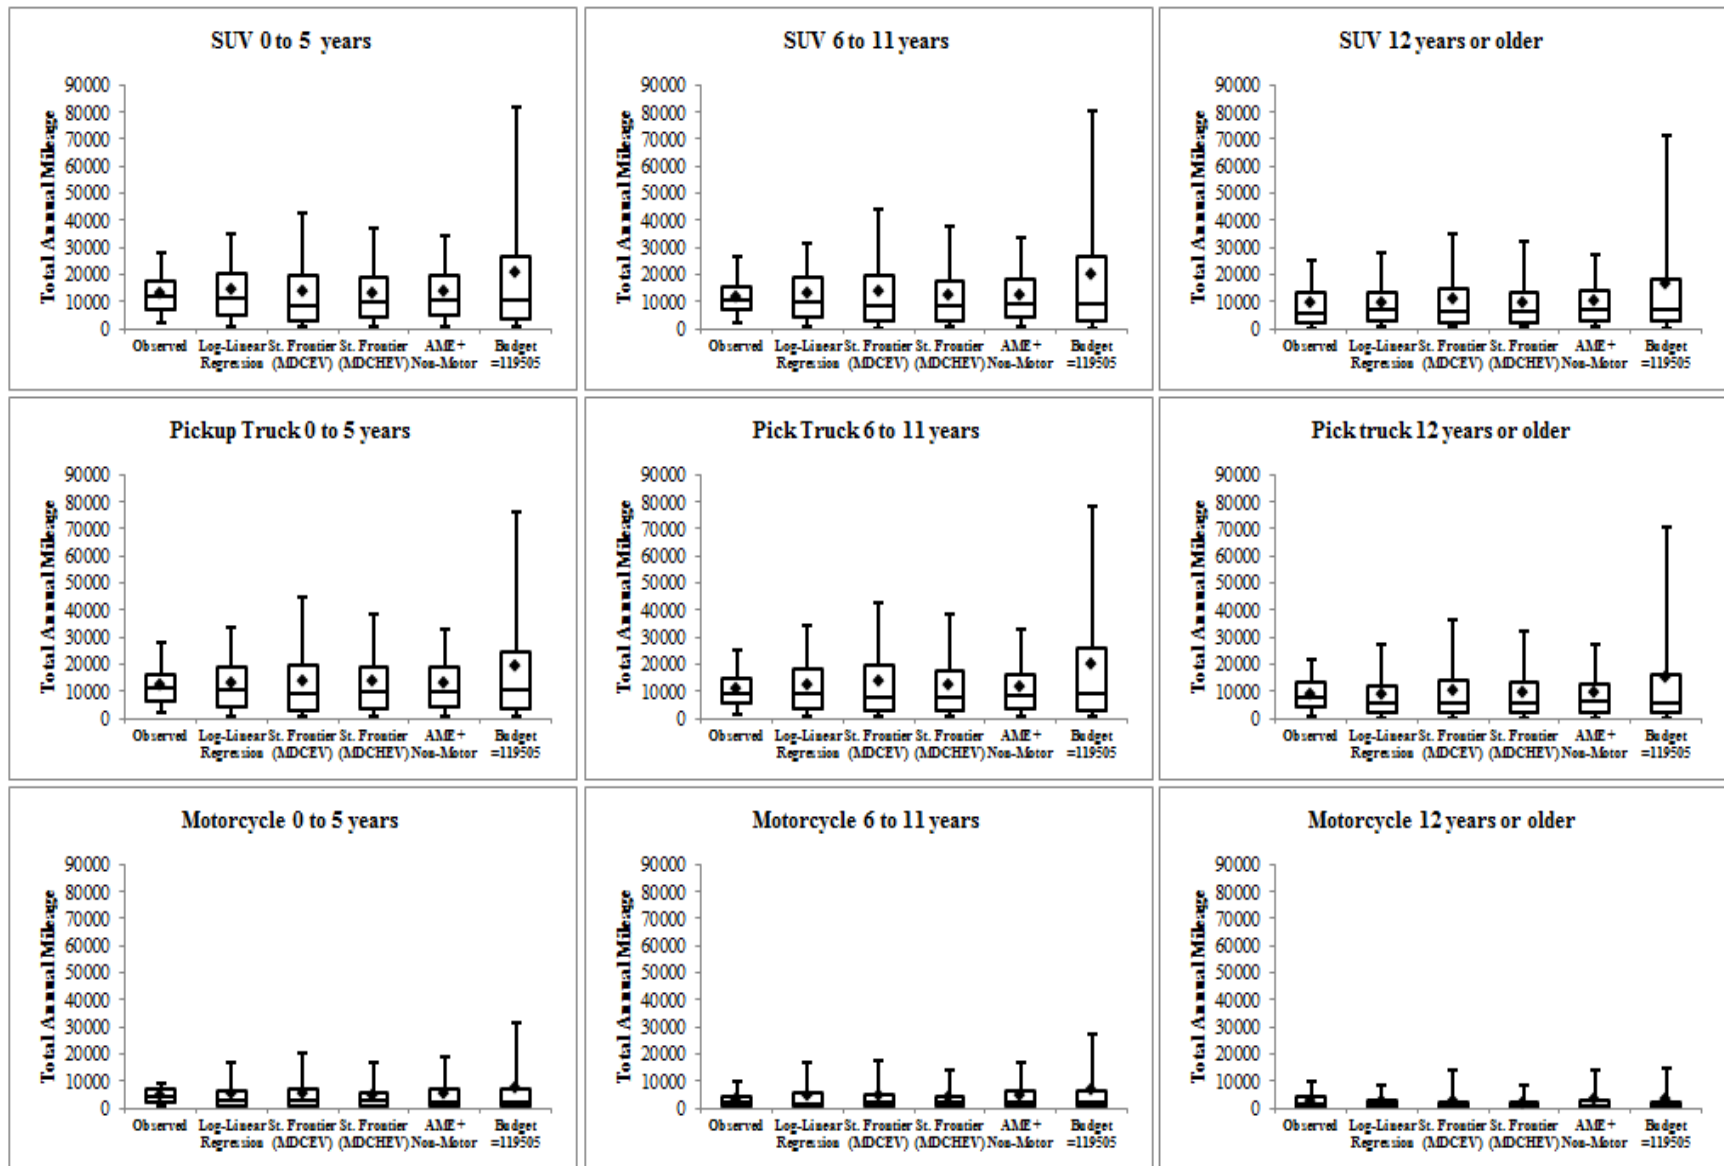 SUV 0 to 5 years
Total Annual Mileage
90000
80000
70000
60000
50000
40000
30000
20000
10000
0
Observed Log-Linear St. Frontier St. Frontier AME+ Budget
Regression (MDCEV) (MDCHEV) Non-Motor =119505
SUV 6 to 11 years
Total Annual Mileage
90000
80000
70000
60000
50000
40000
30000
20000
10000
0
Observed Log-Linear St. Frontier St. Frontier AME+ Budget
Regression (MDCEV) (MDCHEV) Non-Motor =119505
SUV 12 years or older
Total Annual Mileage
90000
80000
70000
60000
50000
40000
30000
20000
10000
0
Observed Log-Linear St. Frontier St. Frontier AME+ Budget
Regression (MDCEV) (MDCHEV) Non-Motor =119505
Pickup Truck 0 to 5 years
Total Annual Mileage
90000
80000
70000
60000
50000
40000
30000
20000
10000
0
Observed Log-Linear St. Frontier St. Frontier AME+ Budget
Regression (MDCEV) (MDCHEV) Non-Motor =119505
Pick Truck 6 to 11 years
Total Annual Mileage
90000
80000
70000
60000
50000
40000
30000
20000
10000
0
Observed Log-Linear St. Frontier St. Frontier AME+ Budget
Regression (MDCEV) (MDCHEV) Non-Motor =119505
Pick truck 12 years or older
Total Annual Mileage
90000
80000
70000
60000
50000
40000
30000
20000
10000
0
Observed Log-Linear St. Frontier St. Frontier AME+ Budget
Regression (MDCEV) (MDCHEV) Non-Motor =119505
Motorcycle 0 to 5 years
Total Annual Mileage
90000
80000
70000
60000
50000
40000
30000
20000
10000
0
Observed Log-Linear St. Frontier St. Frontier AME+ Budget
Regression (MDCEV) (MDCHEV) Non-Motor =119505
Motorcycle 6 to 11 years
Total Annual Mileage
90000
80000
70000
60000
50000
40000
30000
20000
10000
0
Observed Log-Linear St. Frontier St. Frontier AME+ Budget
Regression (MDCEV) (MDCHEV) Non-Motor =119505
Motorcycle 12 years or older
Total Annual Mileage
90000
80000
70000
60000
50000
40000
30000
20000
10000
0
Observed Log-Linear St. Frontier St. Frontier AME+ Budget
Regression (MDCEV) (MDCHEV) Non-Motor =119505